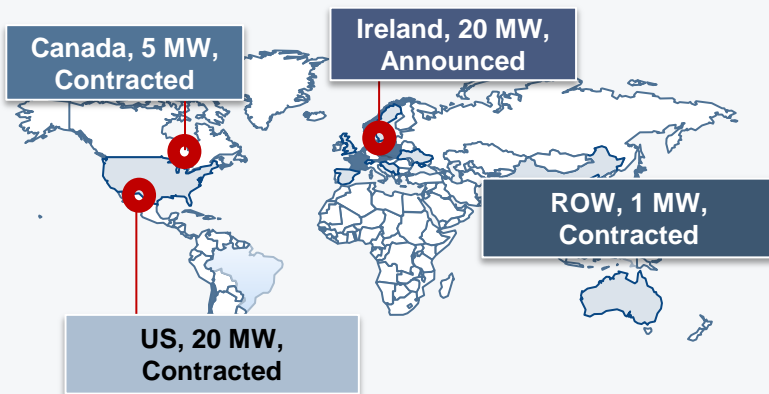 Canada, 5 MW,
Contracted
Ireland, 20 MW,
Announced
ROW, 1 MW,
Contracted
US, 20 MW,
Contracted